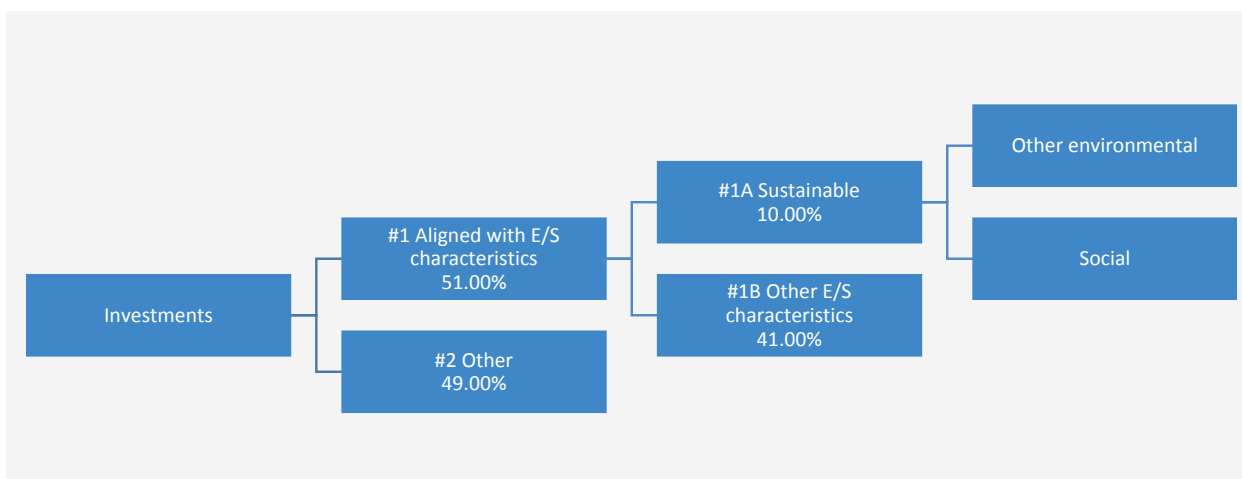 Investments
#1 Aligned with E/S
characteristics
51.00%
#2 Other
49.00%
#1A Sustainable
10.00%
#1B Other E/S
characteristics
41.00%
Other environmental
Social